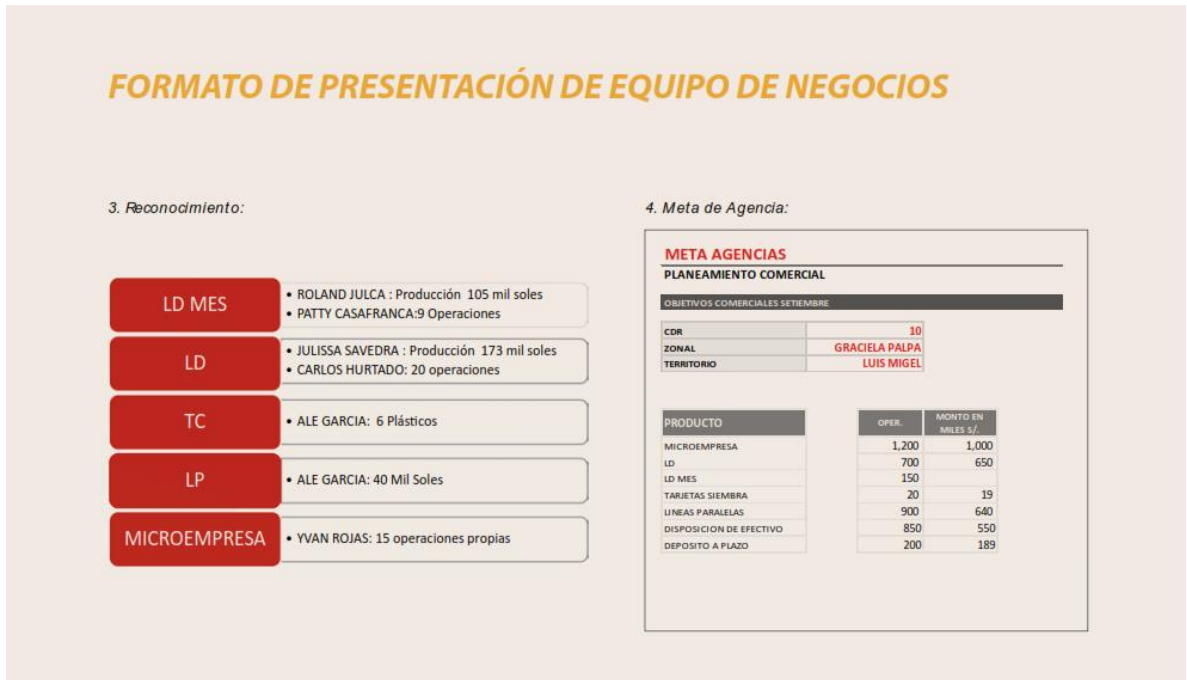 FORMATO DE PRESENTACIÓN DE EQUIPO DE NEGOCIOS
3. Reconocimiento:
LD MES
• ROLAND JULCA : Producción 105 mil soles
• PATTY CASAFRANCA:9 Operaciones
LD
• JULISSA SAVEDRA : Producción 173 mil soles
• CARLOS HURTADO: 20 operaciones
TC
• ALE GARCIA: 6 Plásticos
LP
• ALE GARCIA: 40 Mil Soles
MICROEMPRESA
• YVAN ROJAS: 15 operaciones propias
4. Meta de Agencia:
META AGENCIAS
PLANEAMIENTO COMERCIAL
OBJETIVOS COMERCIALES SETIEMBRE
CDR 10
ZONAL GRACIELA PALPA
TERRITORIO LUIS MIGEL
PRODUCTO OPER. MONTO EN
MILES S/.
MICROEMPRESA 1,200 1,000
LD 700 650
LD MES 150
TARJETAS SIEMBRA 20 19
LINEAS PARALELAS 900 640
DISPOSICION DE EFECTIVO 850 550
DEPOSITO A PLAZO 200 189